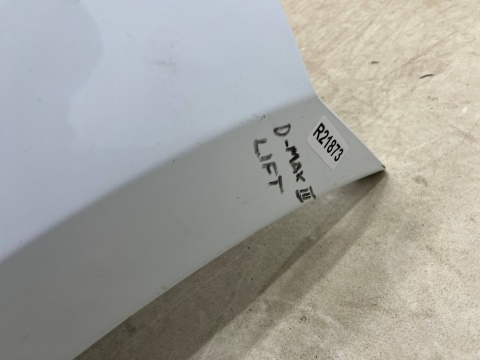 D-MAX III
LIFT
R21873